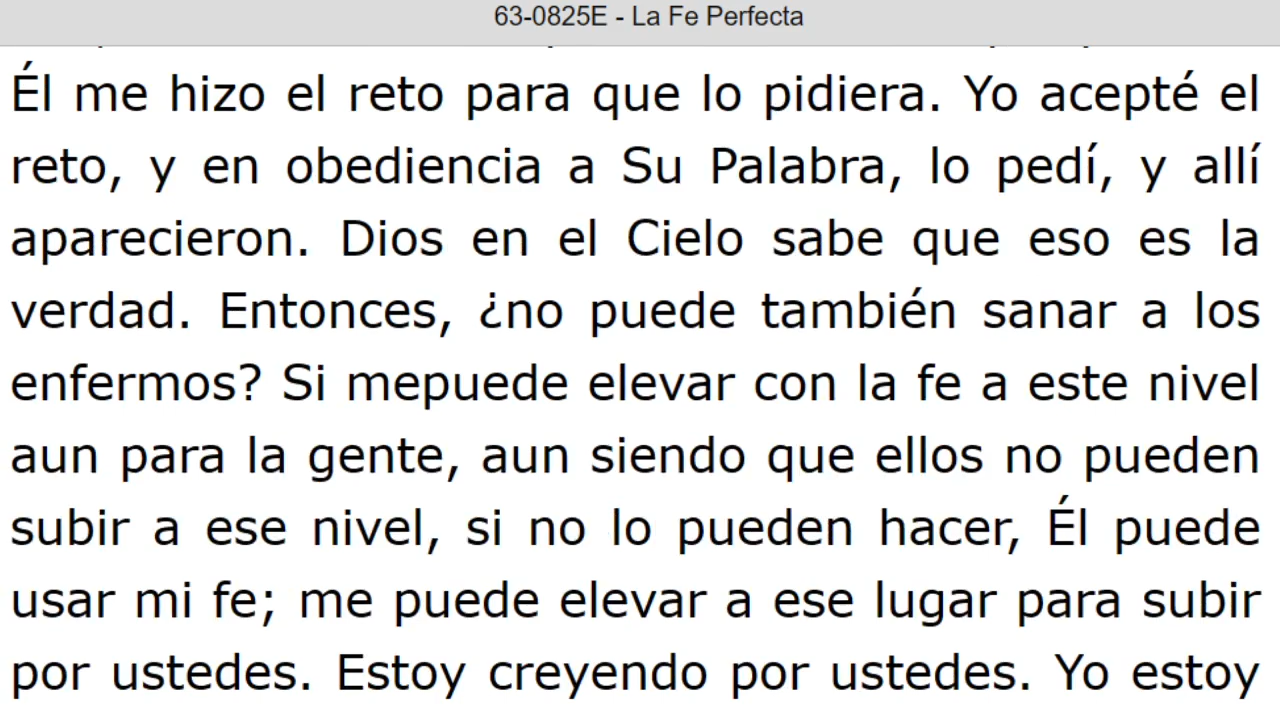 63-0825E - La Fe Perfecta
Él me hizo el reto para que lo pidiera. Yo acepté el
reto, y en obediencia a Su Palabra, lo pedí, y allí
aparecieron. Dios en el Cielo sabe que eso es la
verdad. Entonces, ¿no puede también sanar a los
enfermos? Si mepuede elevar con la fe a este nivel
aun para la gente, aun siendo que ellos no pueden
subir a ese nivel, si no lo pueden hacer, Él puede
usar mi fe; me puede elevar a ese lugar para subir
por ustedes. Estoy creyendo por ustedes. Yo estoy